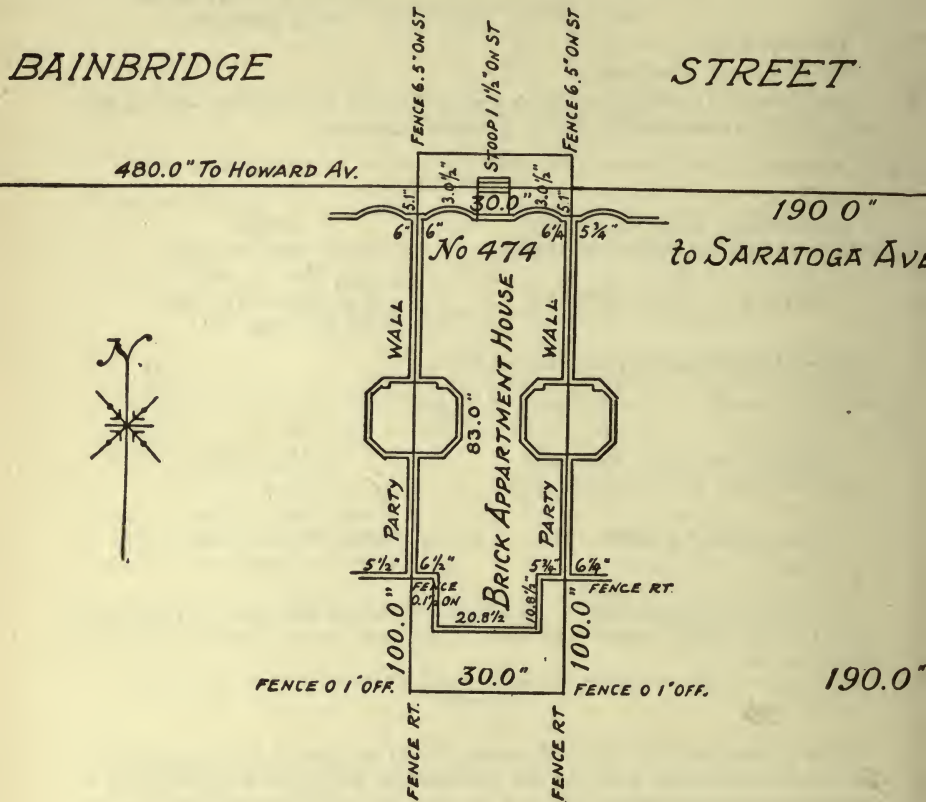 BAINBRIDGE STREET
FENCE 6.5" ON ST
STOOP 1 1½" ON ST
FENCE 6.5" ON ST
480.0" TO HOWARD AV.
190 0"
to SARATOGA AVE
5.1"
3.0½"
30.0"
3.0½"
5.1"
6"
6"
6¼
5¾"
No 474
WALL
WALL
BRICK APPARTMENT HOUSE
83.0"
N
PARTY
PARTY
5½"
6½"
5¾"
6¼"
FENCE
0.1½ ON
FENCE RT.
20.8½
10.8½"
100.0"
100.0"
30.0"
FENCE 0 1" OFF.
FENCE 0 1" OFF.
190.0"
FENCE RT.
FENCE RT